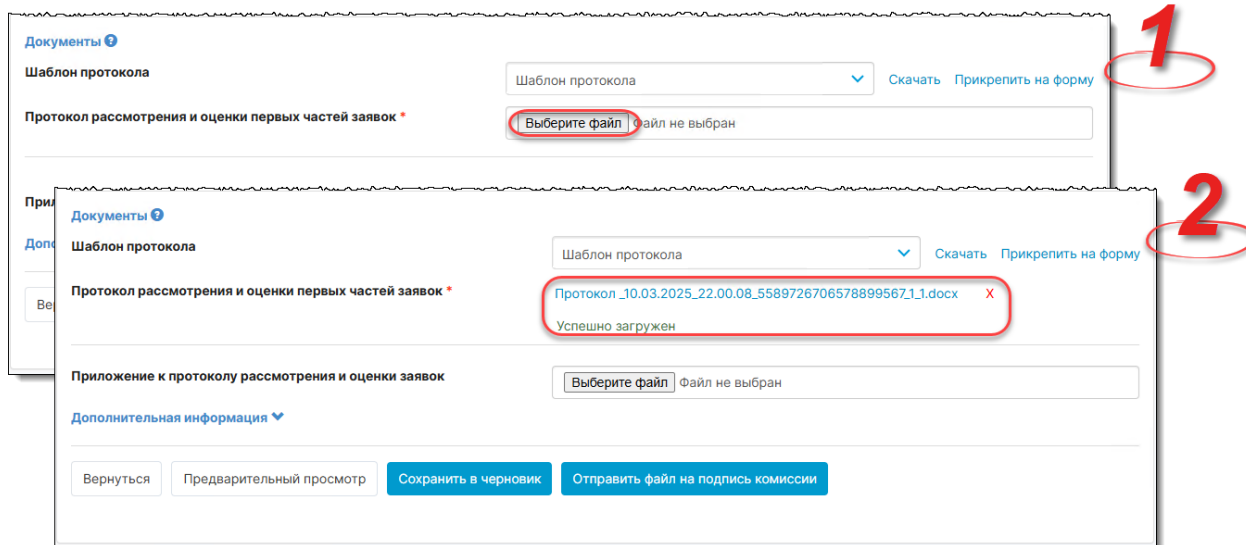 1
Документы ?
Шаблон протокола
Шаблон протокола
Скачать Прикрепить на форму
Протокол рассмотрения и оценки первых частей заявок *
Выберите файл Файл не выбран
2
Документы ?
Шаблон протокола
Шаблон протокола
Скачать Прикрепить на форму
Протокол рассмотрения и оценки первых частей заявок *
Протокол _10.03.2025_22.00.08_5589726706578899567_1_1.docx X
Успешно загружен
Приложение к протоколу рассмотрения и оценки заявок
Выберите файл Файл не выбран
Дополнительная информация
Вернуться Предварительный просмотр Сохранить в черновик Отправить файл на подпись комиссии